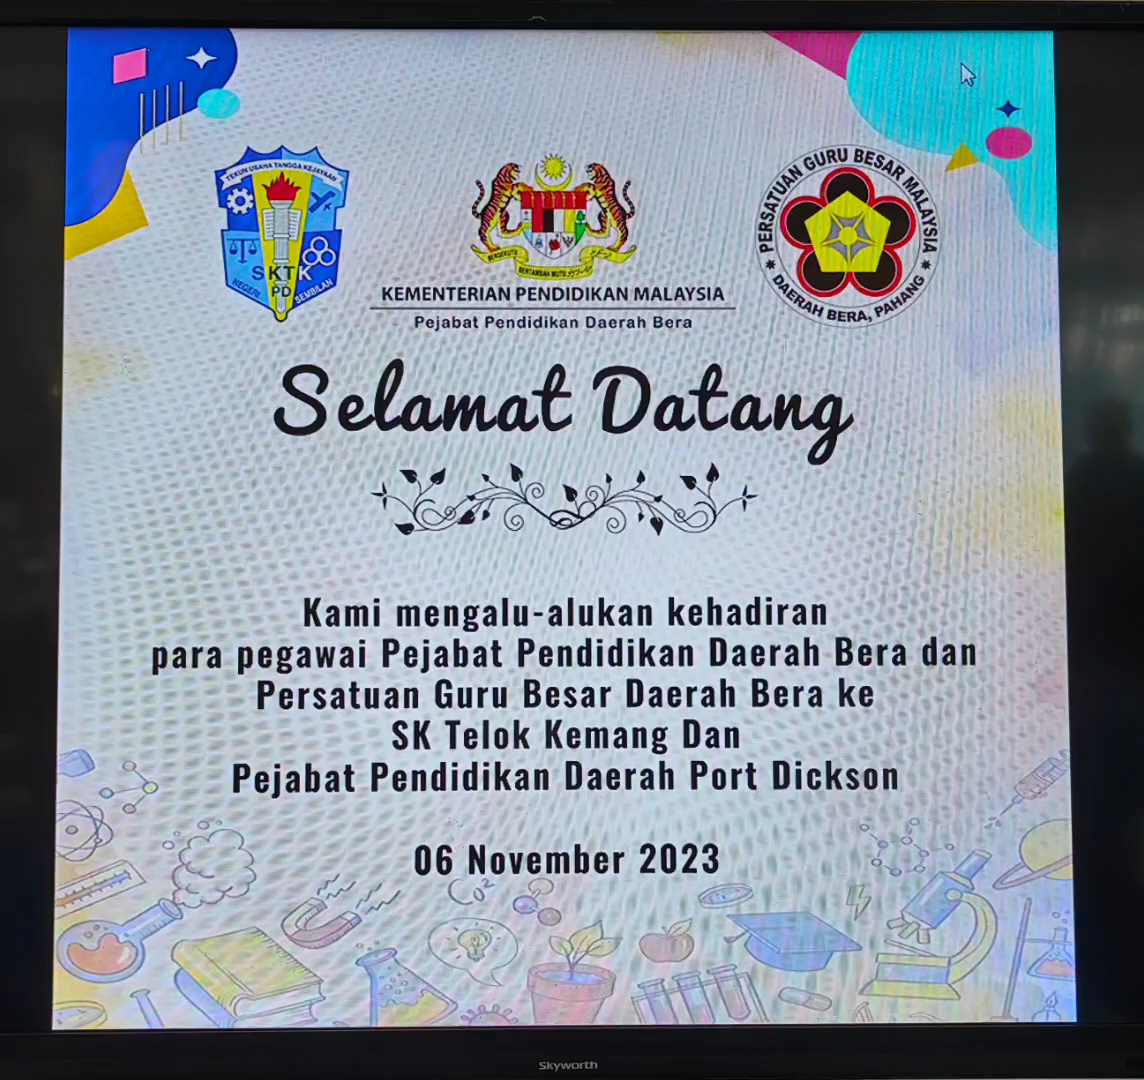 TEKUN USAHA TANGGA KEJAYAAN
SKTK
PD
NEGERI SEMBILAN
BERSEKUTU
BERTAMBAH MUTU
KEMENTERIAN PENDIDIKAN MALAYSIA
Pejabat Pendidikan Daerah Bera
PERSATUAN GURU BESAR MALAYSIA
DAERAH BERA, PAHANG
Selamat Datang
Kami mengalu-alukan kehadiran
para pegawai Pejabat Pendidikan Daerah Bera dan
Persatuan Guru Besar Daerah Bera ke
SK Telok Kemang Dan
Pejabat Pendidikan Daerah Port Dickson
06 November 2023
CO²
Skyworth